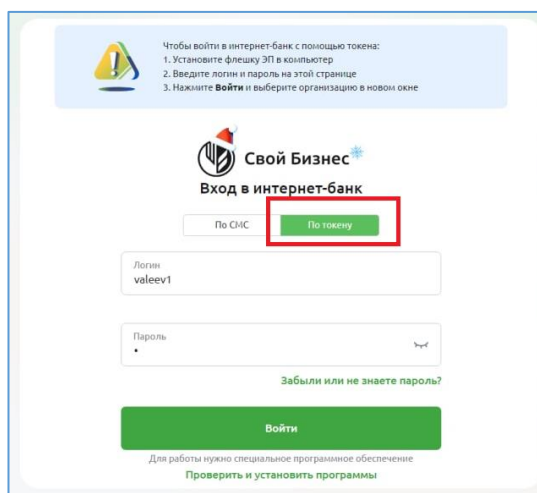 Чтобы войти в интернет-банк с помощью токена:
1. Установите флешку ЭП в компьютер
2. Введите логин и пароль на этой странице
3. Нажмите Войти и выберите организацию в новом окне
Свой Бизнес
Вход в интернет-банк
По СМС
По токену
Логин
valeev1
Пароль
•
Забыли или не знаете пароль?
Войти
Для работы нужно специальное программное обеспечение
Проверить и установить программы